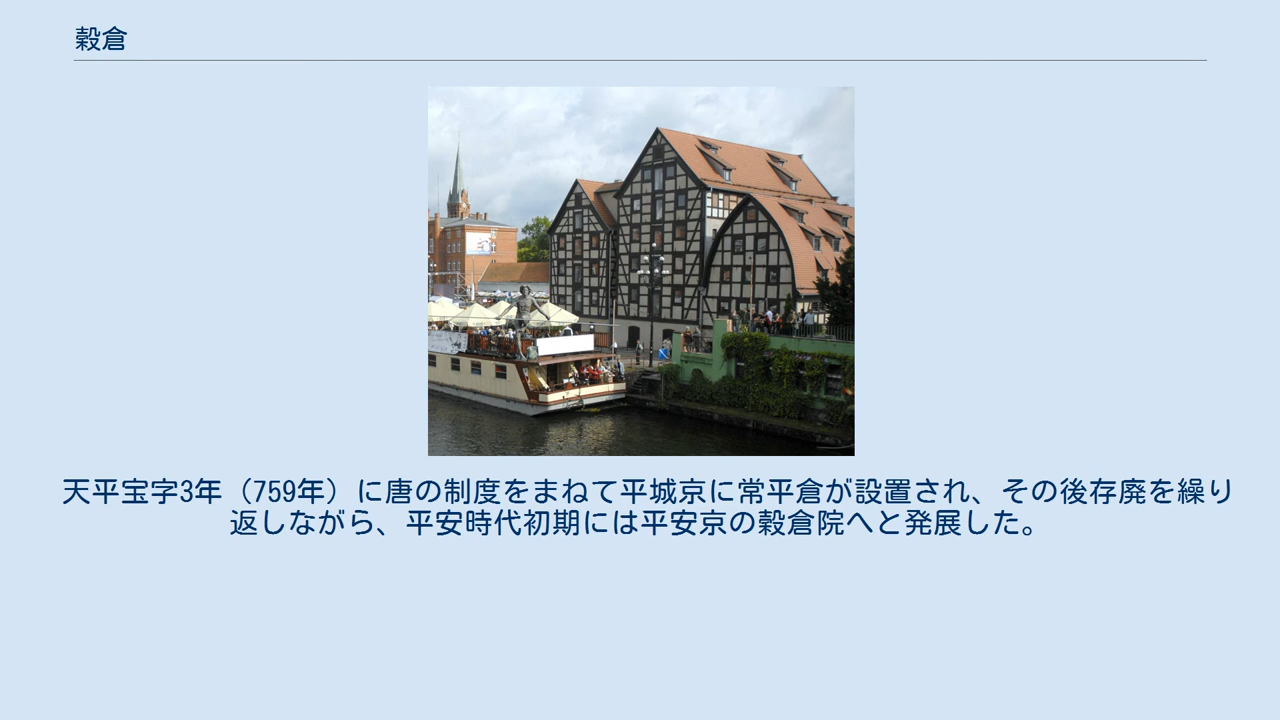 穀倉
天平宝字3年（759年）に唐の制度をまねて平城京に常平倉が設置され、その後存廃を繰り
返しながら、平安時代初期には平安京の穀倉院へと発展した。